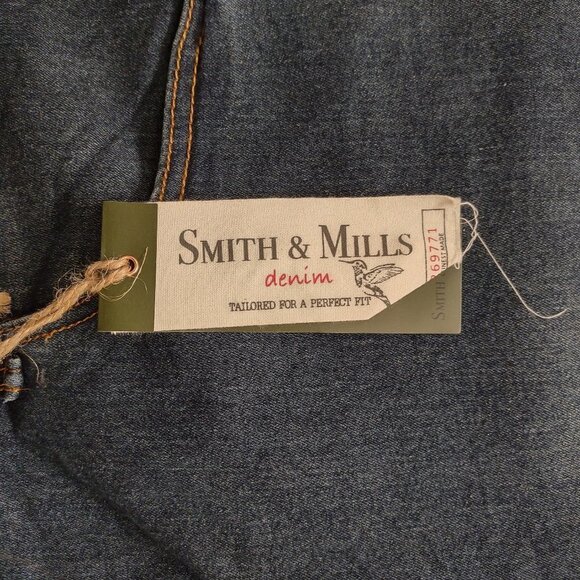 SMITH & MILLS
denim
TAILORED FOR A PERFECT FIT
69771
SMITH